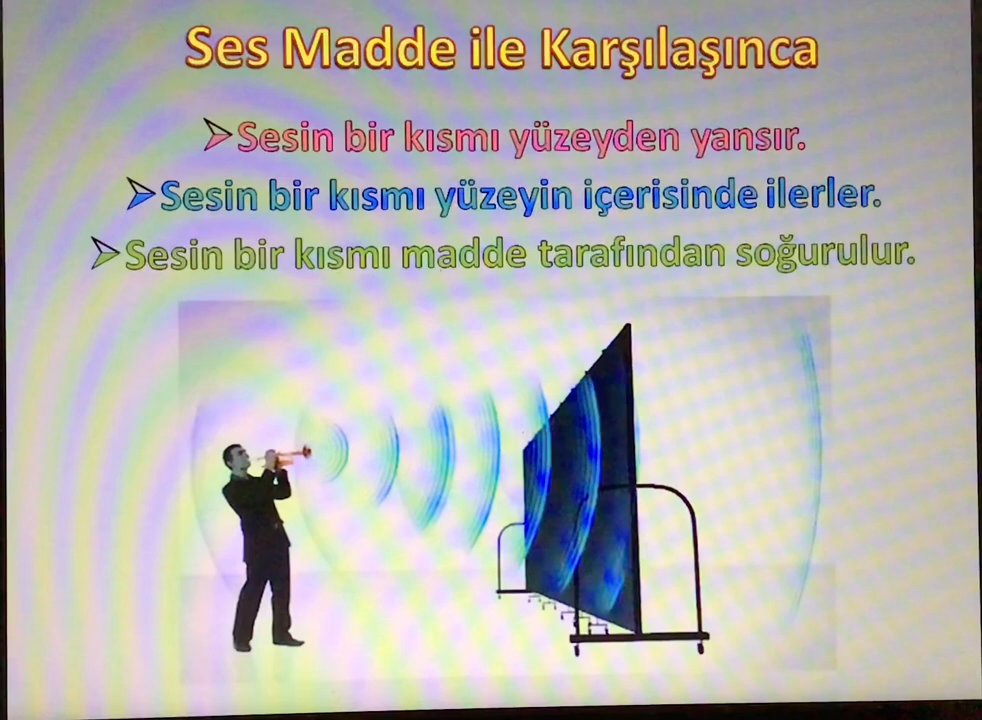 Ses Madde ile Karşılaşınca
Sesin bir kısmı yüzeyden yansır.
Sesin bir kısmı yüzeyin içerisinde ilerler.
Sesin bir kısmı madde tarafından soğurulur.